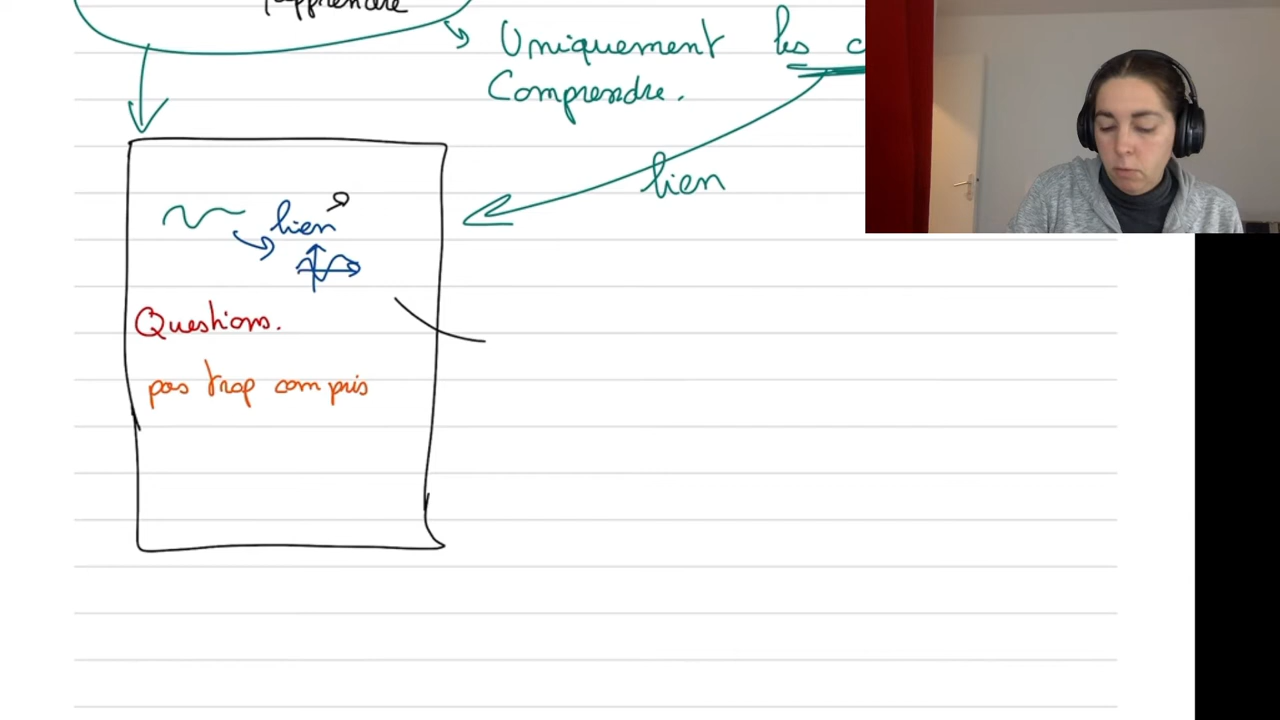 Uniquement les
Comprendre.
lien
lien
Questions.
pas trop compris